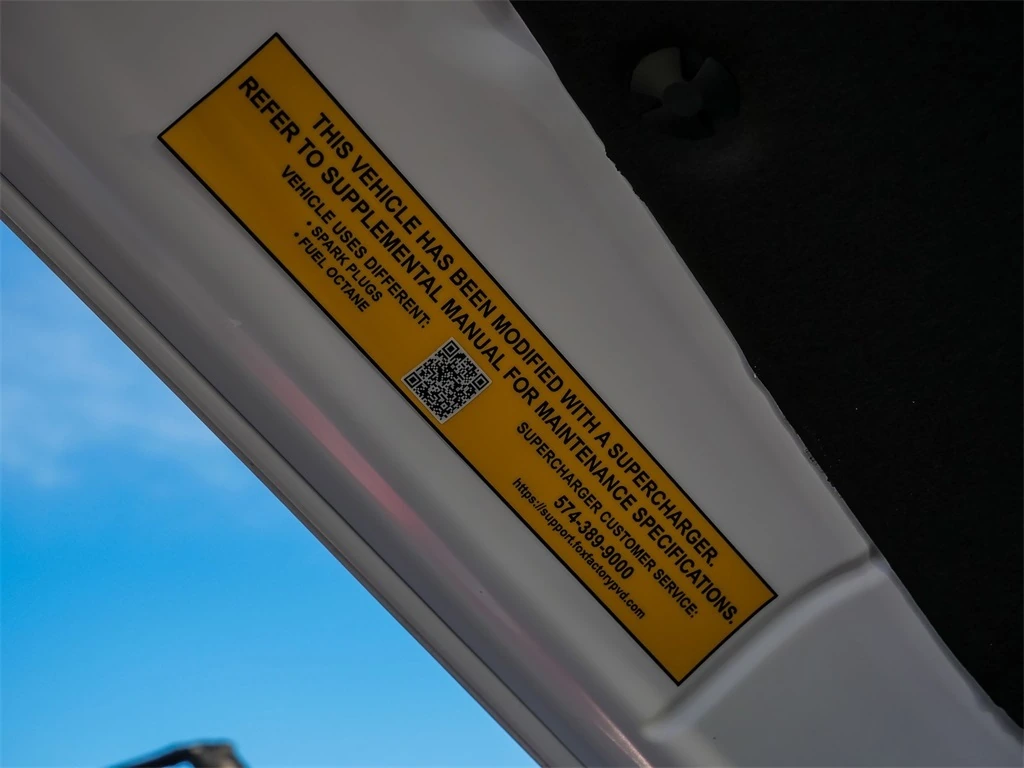 THIS VEHICLE HAS BEEN MODIFIED WITH A SUPERCHARGER.
REFER TO SUPPLEMENTAL MANUAL FOR MAINTENANCE SPECIFICATIONS.
VEHICLE USES DIFFERENT:
• SPARK PLUGS
• FUEL OCTANE
SUPERCHARGER CUSTOMER SERVICE:
574-389-9000
https://support.foxfactorypvd.com